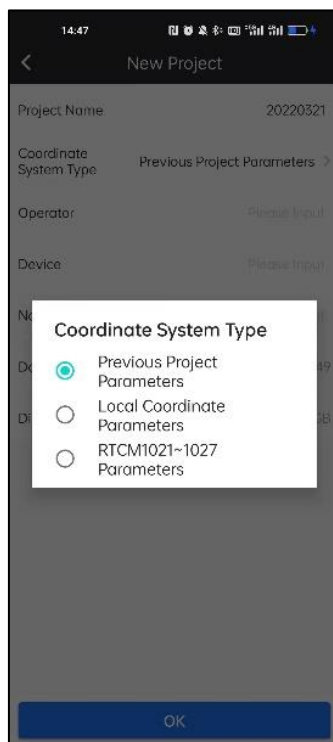 14:47
New Project
Project Name 20220321
Coordinate
System Type Previous Project Parameters
Operator Please Input
Device Please Input
Coordinate System Type
Previous Project
Parameters
Local Coordinate
Parameters
RTCM1021~1027
Parameters
OK